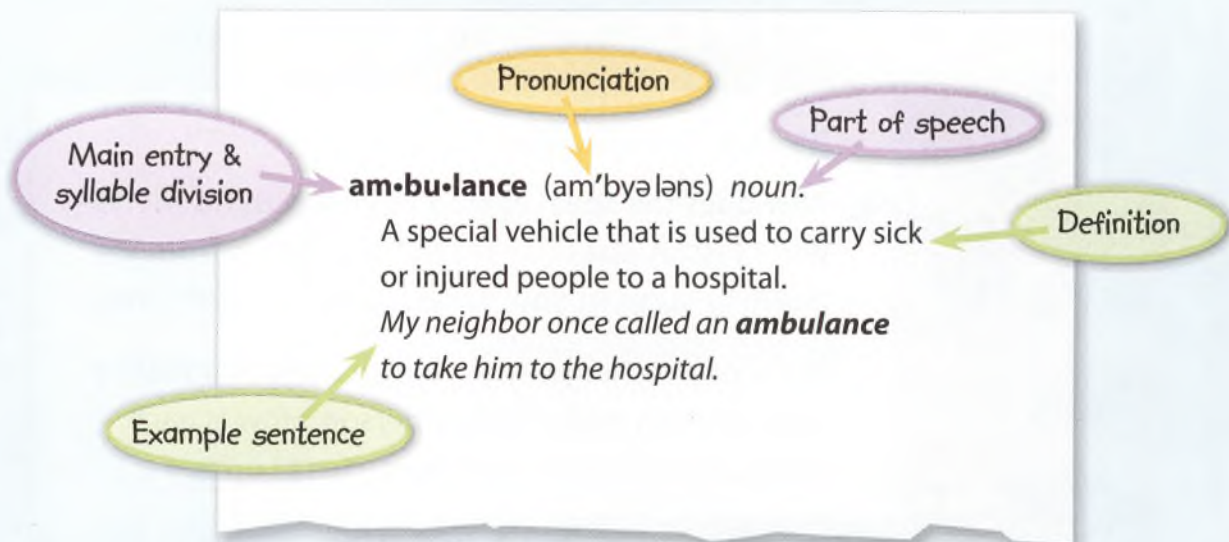 Pronunciation
Part of speech
Main entry &
syllable division
am•bu•lance (am'byə ləns) noun.
A special vehicle that is used to carry sick
or injured people to a hospital.
Definition
My neighbor once called an ambulance
to take him to the hospital.
Example sentence